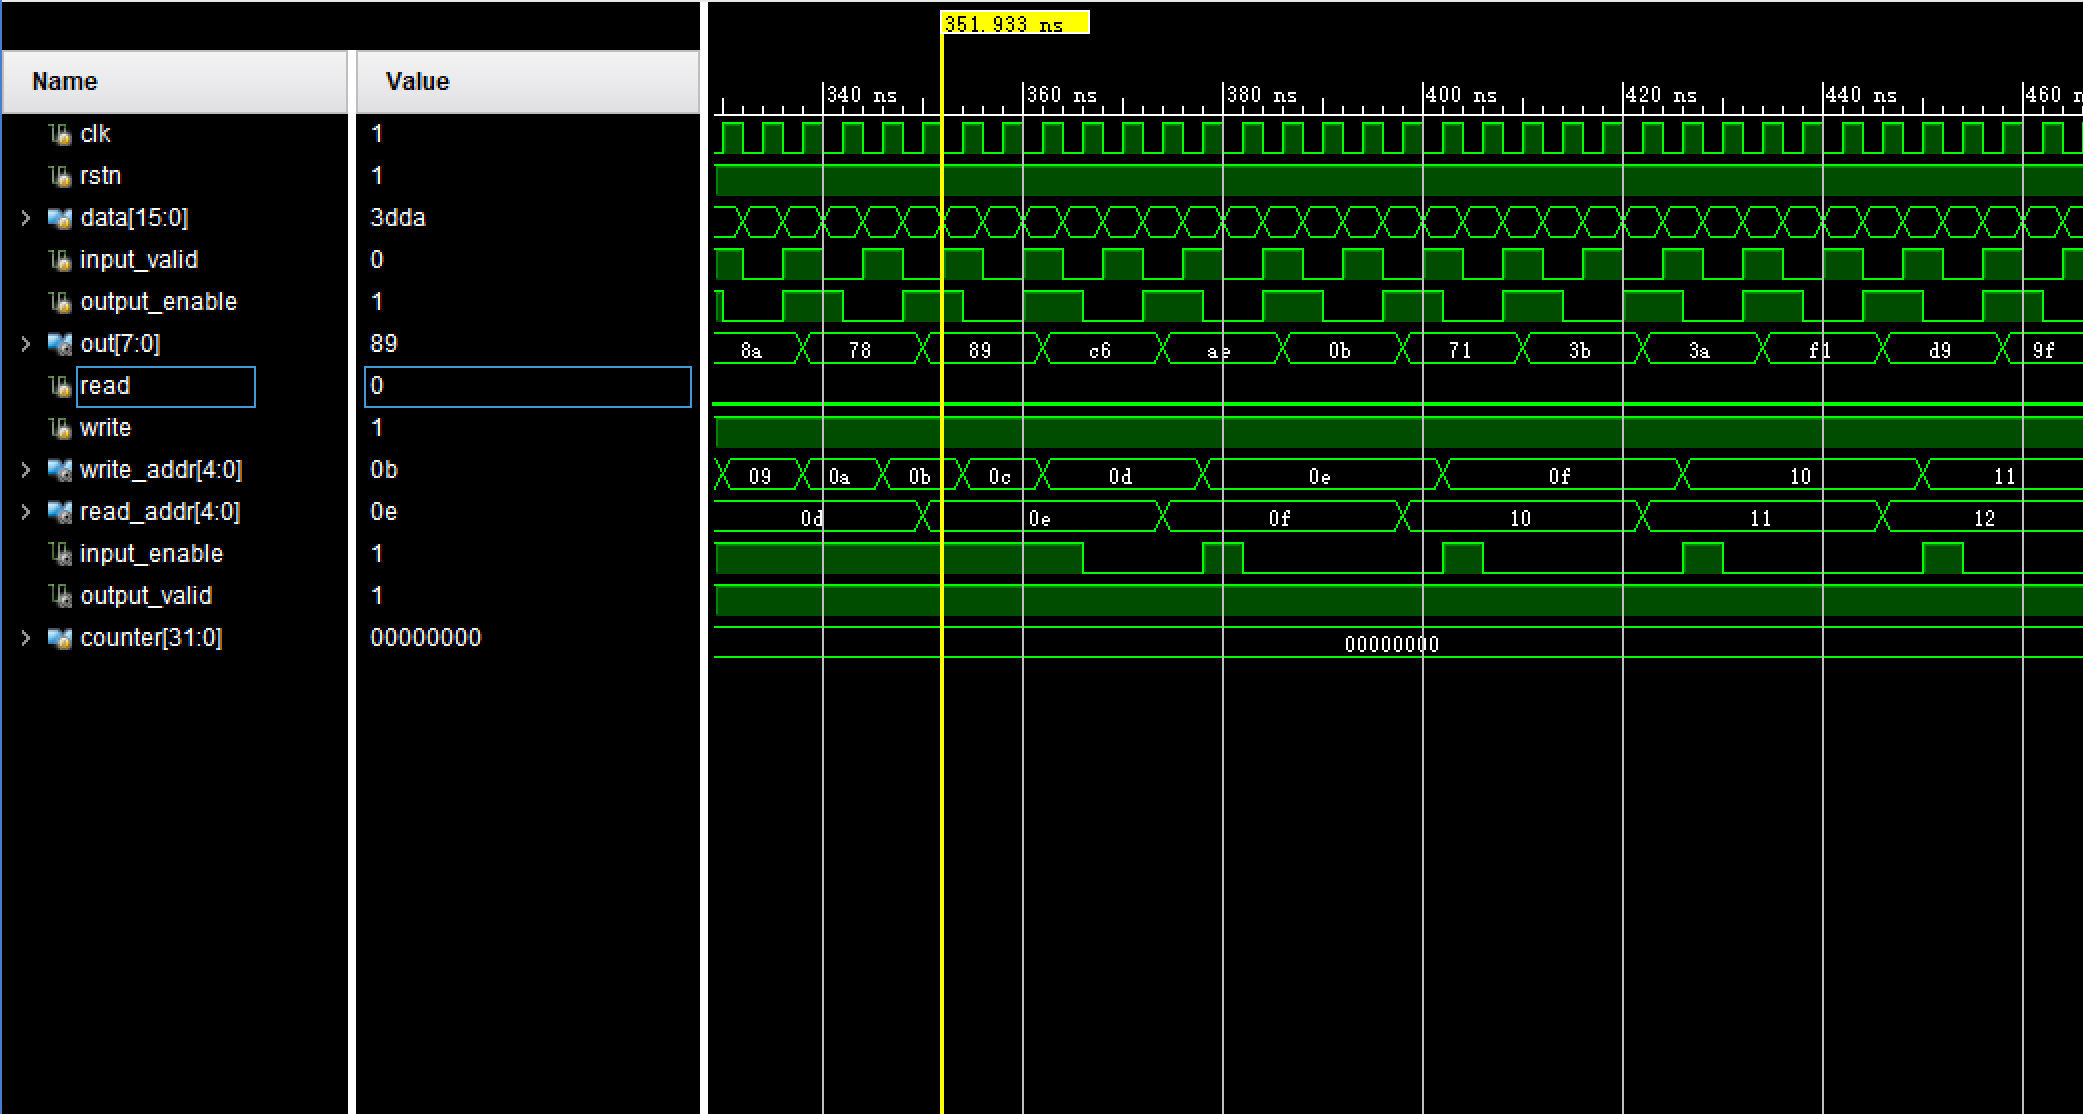 351.933 ns
Name Value
340 ns 360 ns 380 ns 400 ns 420 ns 440 ns 460 n
clk 1
rstn 1
data[15:0] 3dda
input_valid 0
output_enable 1
out[7:0] 89 8a 78 89 c6 ae 0b 71 3b 3a f1 d9 9f
read 0
write 1
write_addr[4:0] 0b 09 0a 0b 0c 0d 0e 0f 10 11
read_addr[4:0] 0e 0d 0e 0f 10 11 12
input_enable 1
output_valid 1
counter[31:0] 00000000 00000000